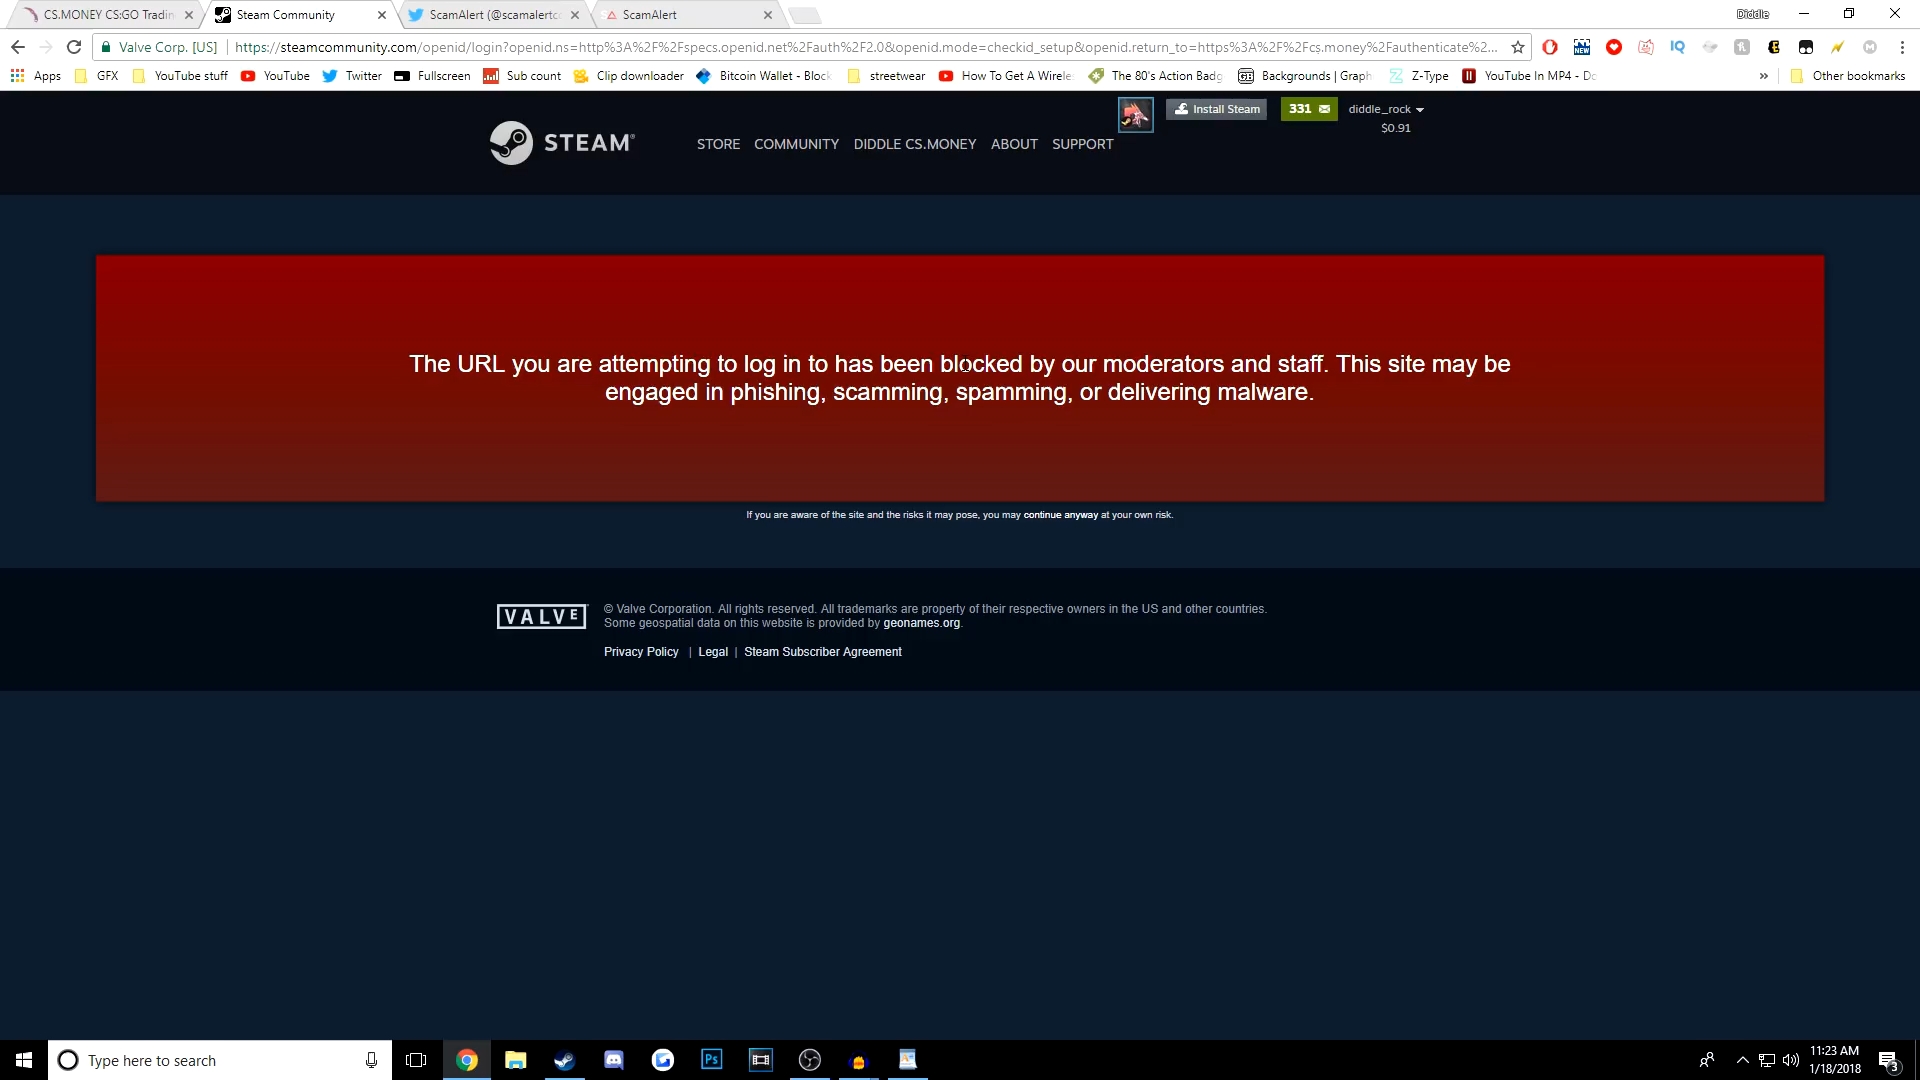 CS.MONEY CS:GO Tradin
Steam Community
ScamAlert (@scamalertc
ScamAlert
Diddle
Valve Corp. [US]
https://steamcommunity.com/openid/login?openid.ns=http%3A%2F%2Fspecs.openid.net%2Fauth%2F2.0&openid.mode=checkid_setup&openid.return_to=https%3A%2F%2Fcs.money%2Fauthenticate%2...
Apps
GFX
YouTube stuff
YouTube
Twitter
Fullscreen
Sub count
Clip downloader
Bitcoin Wallet - Block
streetwear
How To Get A Wirele
The 80's Action Badg
Backgrounds | Graph
Z-Type
YouTube In MP4 - Do
»
Other bookmarks
STEAM®
STORE
COMMUNITY
DIDDLE CS.MONEY
ABOUT
SUPPORT
Install Steam
331
diddle_rock
$0.91
The URL you are attempting to log in to has been blocked by our moderators and staff. This site may be
engaged in phishing, scamming, spamming, or delivering malware.
If you are aware of the site and the risks it may pose, you may continue anyway at your own risk.
VALVE
© Valve Corporation. All rights reserved. All trademarks are property of their respective owners in the US and other countries.
Some geospatial data on this website is provided by geonames.org.
Privacy Policy | Legal | Steam Subscriber Agreement
Type here to search
Ps
11:23 AM
1/18/2018
3